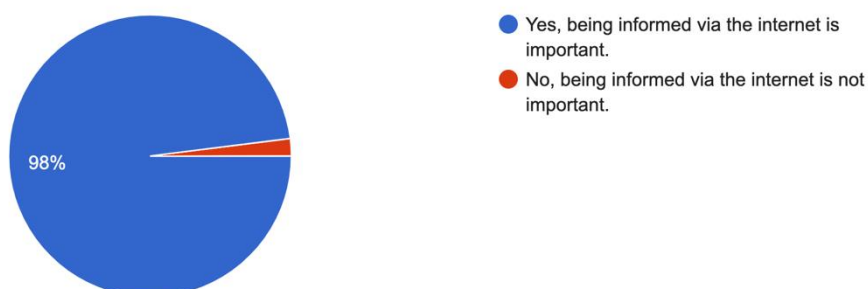 Yes, being informed via the internet is
important.
No, being informed via the internet is not
important.
98%